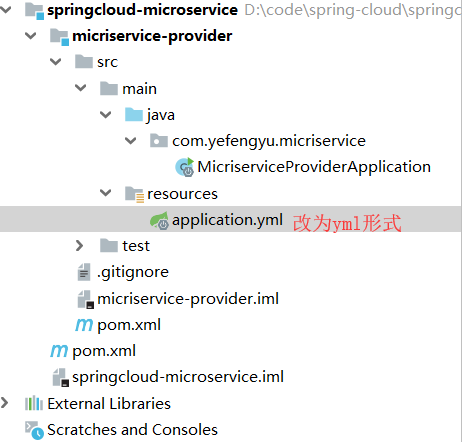 springcloud-microservice D:\code\spring-cloud\springc
micriservice-provider
src
main
java
com.yefengyu.micriservice
MicriserviceProviderApplication
resources
application.yml 改为yml形式
test
.gitignore
micriservice-provider.iml
pom.xml
pom.xml
springcloud-microservice.iml
External Libraries
Scratches and Consoles